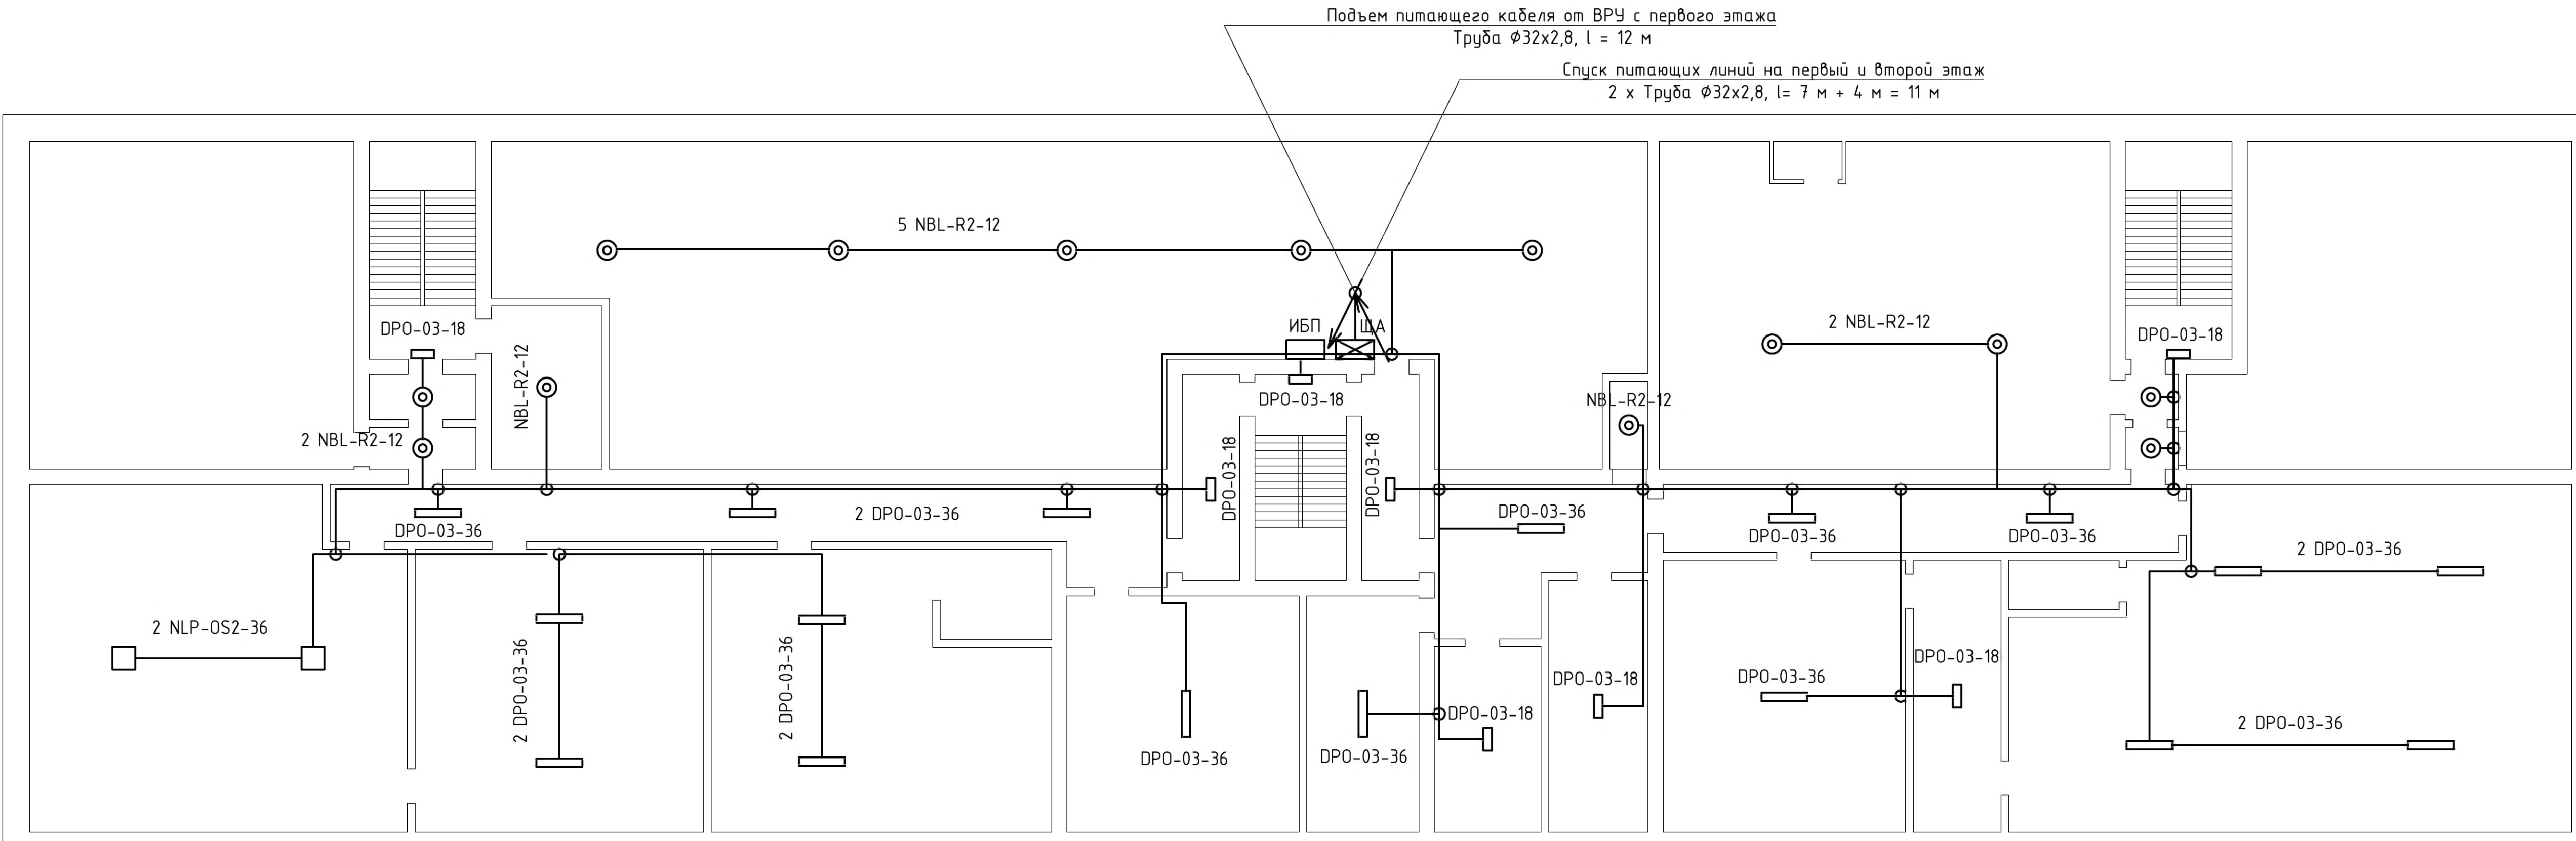 Подъем питающего кабеля от ВРУ с первого этажа
Труба Ф32х2,8, l = 12 м
Спуск питающих линий на первый и второй этаж
2 х Труба Ф32х2,8, l= 7 м + 4 м = 11 м
5 NBL-R2-12
DPO-03-18
ИБП
ЩА
2 NBL-R2-12
DPO-03-18
NBL-R2-12
DPO-03-18
NBL-R2-12
2 NBL-R2-12
DPO-03-18
DPO-03-18
DPO-03-36
2 DPO-03-36
DPO-03-36
DPO-03-36
DPO-03-36
2 DPO-03-36
2 NLP-OS2-36
2 DPO-03-36
2 DPO-03-36
DPO-03-36
DPO-03-36
DPO-03-18
DPO-03-18
DPO-03-36
DPO-03-18
2 DPO-03-36